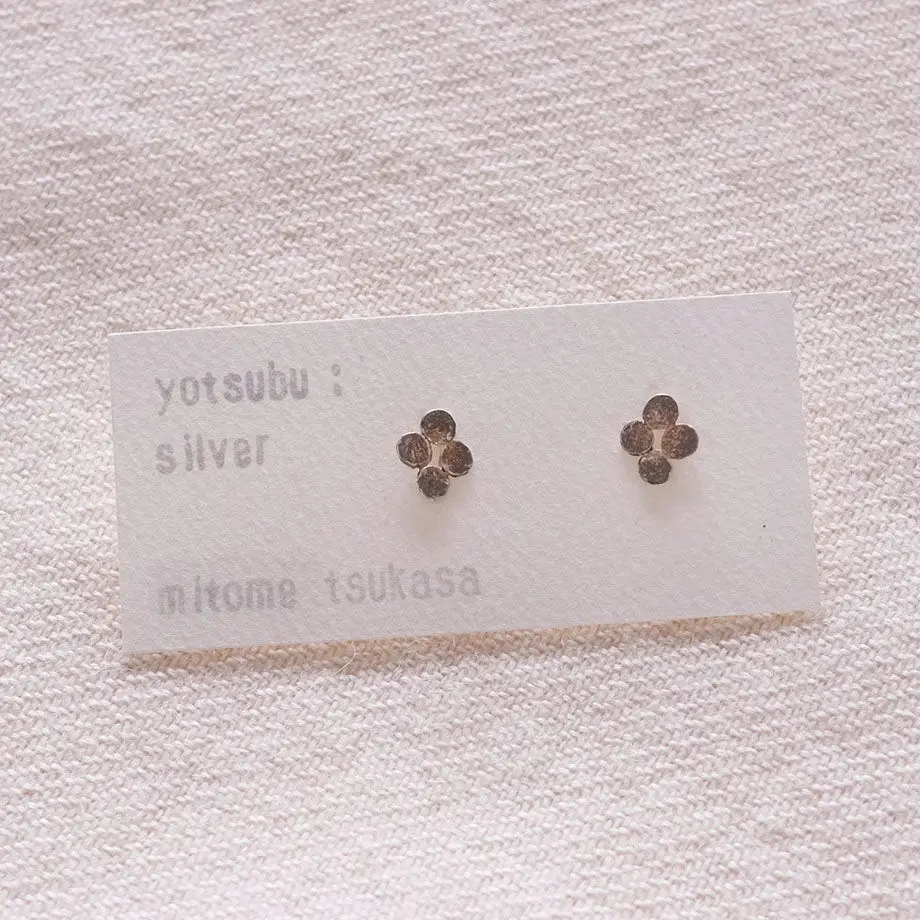 yotsubu :
silver
mitome tsukasa